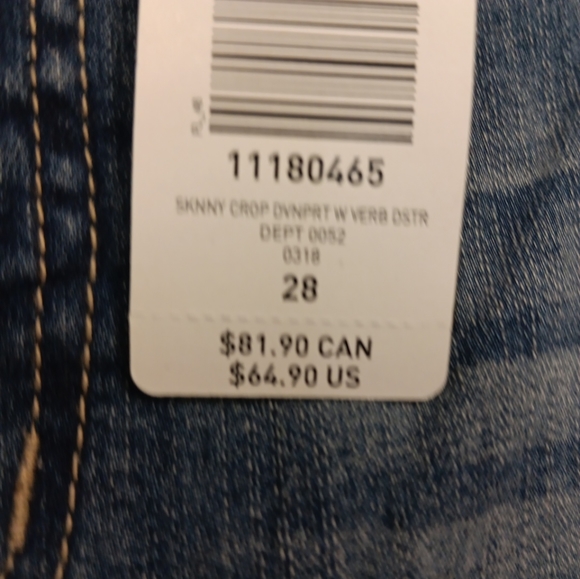 11180465
SKNNY CROP DVNPRT W VERB DSTR
DEPT 0052
0318
28
$81.90 CAN
$64.90 US